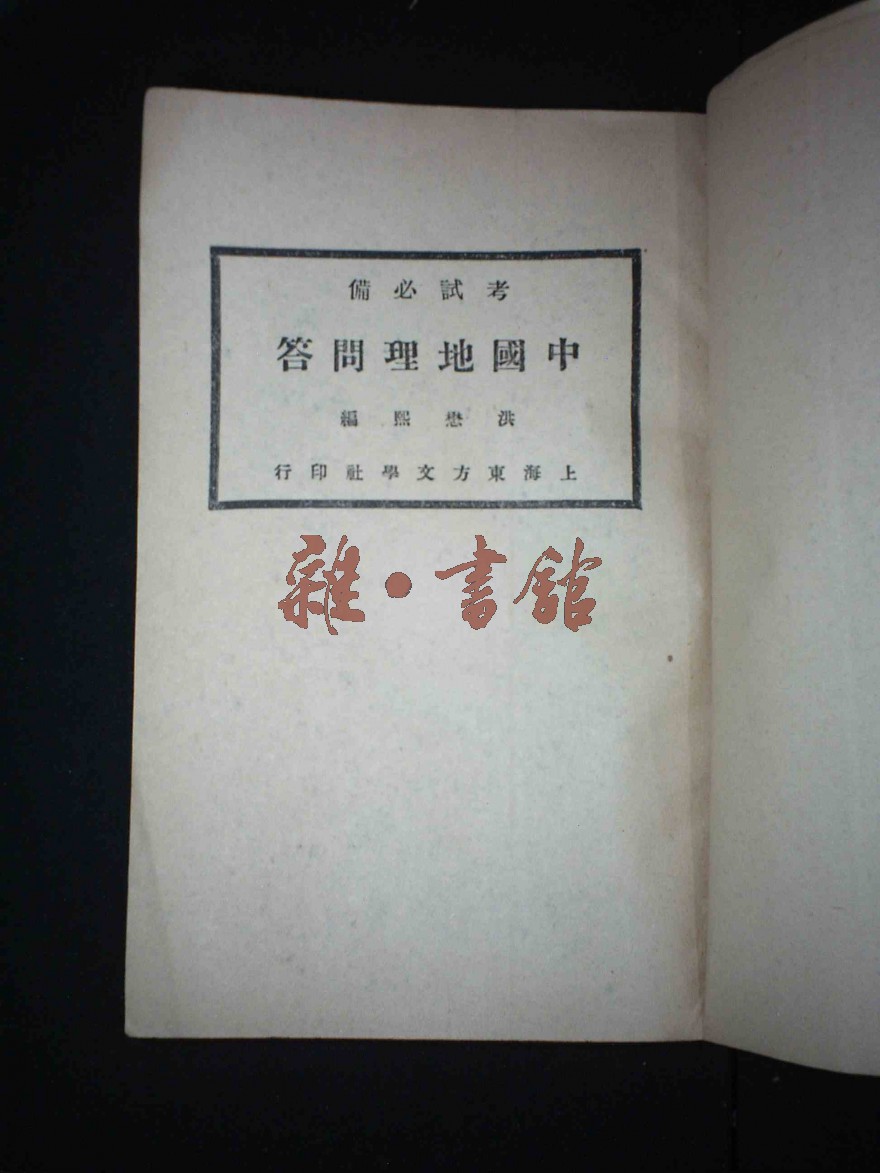 考試必備
中國地理問答
洪懋熙編
上海東方文學社印行
雜·書館